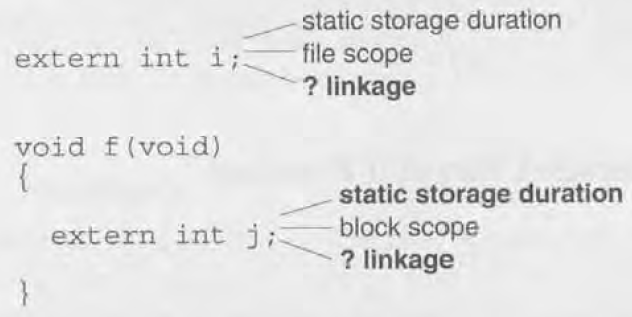 static storage duration
extern int i; file scope
? linkage
void f(void)
{
static storage duration
extern int j; block scope
? linkage
}